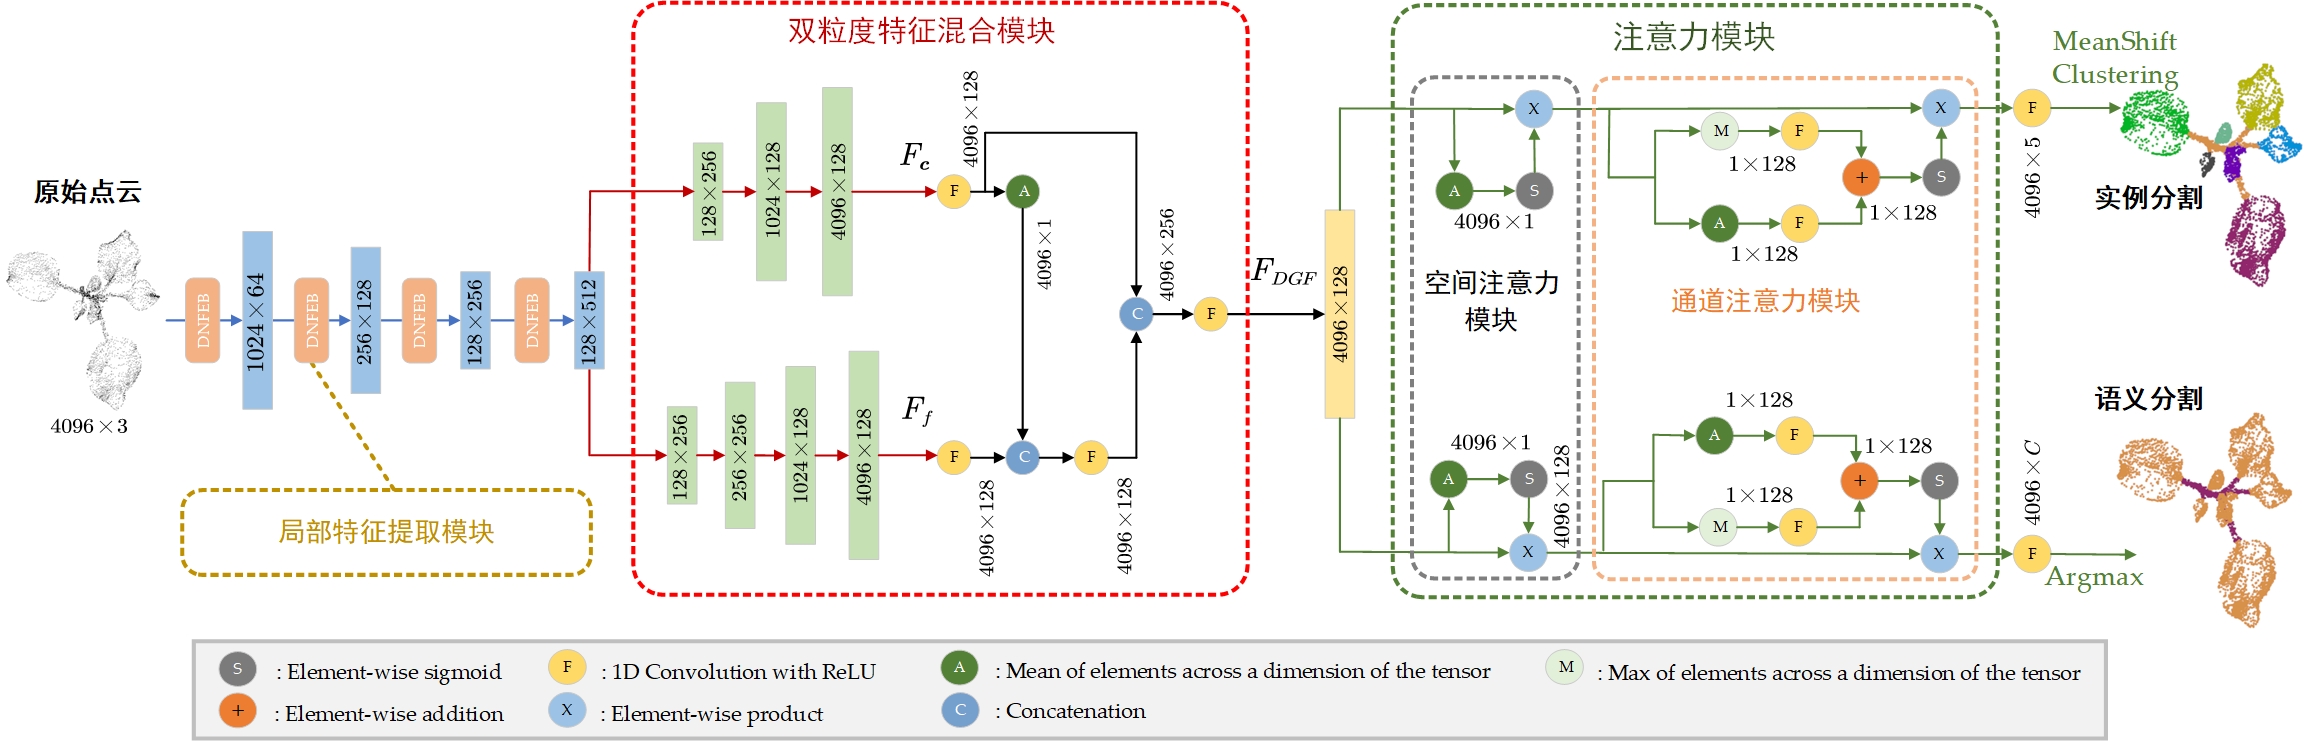 原始点云
4096×3
DNFEB
1024×64
DNFEB
256×128
DNFEB
128×256
DNFEB
128×512
局部特征提取模块
双粒度特征混合模块
128×256
1024×128
4096×128
F_c
F
4096×128
A
4096×1
128×256
256×256
1024×128
4096×128
F_f
F
4096×128
C
F
4096×128
C
4096×256
F
F_DGF
4096×128
注意力模块
X
A
S
4096×1
空间注意力
模块
4096×1
A
S
X
4096×128
M
F
1×128
A
F
1×128
+
1×128
S
X
通道注意力模块
1×128
A
F
1×128
M
F
+
1×128
S
X
F
4096×5
MeanShift
Clustering
实例分割
语义分割
4096×C
F
Argmax
S : Element-wise sigmoid
F : 1D Convolution with ReLU
A : Mean of elements across a dimension of the tensor
M : Max of elements across a dimension of the tensor
+ : Element-wise addition
X : Element-wise product
C : Concatenation